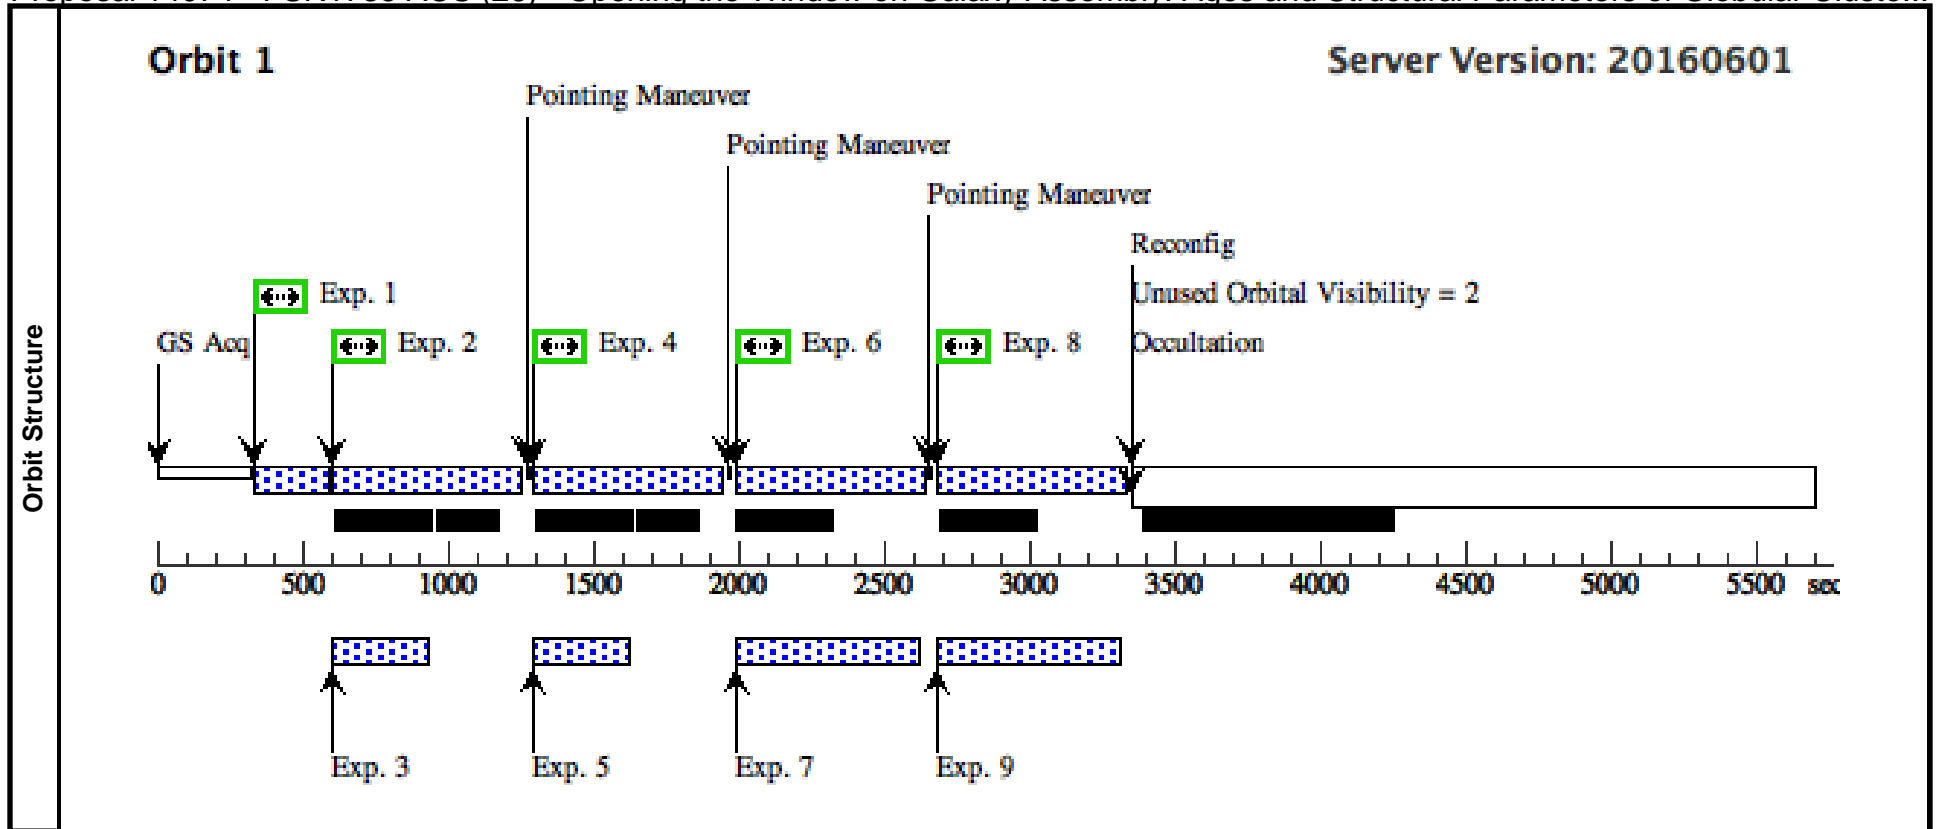 Orbit 1
Server Version: 20160601
Pointing Maneuver
Pointing Maneuver
Pointing Maneuver
Reconfig
Exp. 1
Unused Orbital Visibility = 2
GS Acq
Exp. 2
Exp. 4
Exp. 6
Exp. 8
Occultation
Orbit Structure
0 500 1000 1500 2000 2500 3000 3500 4000 4500 5000 5500 sec
Exp. 3
Exp. 5
Exp. 7
Exp. 9